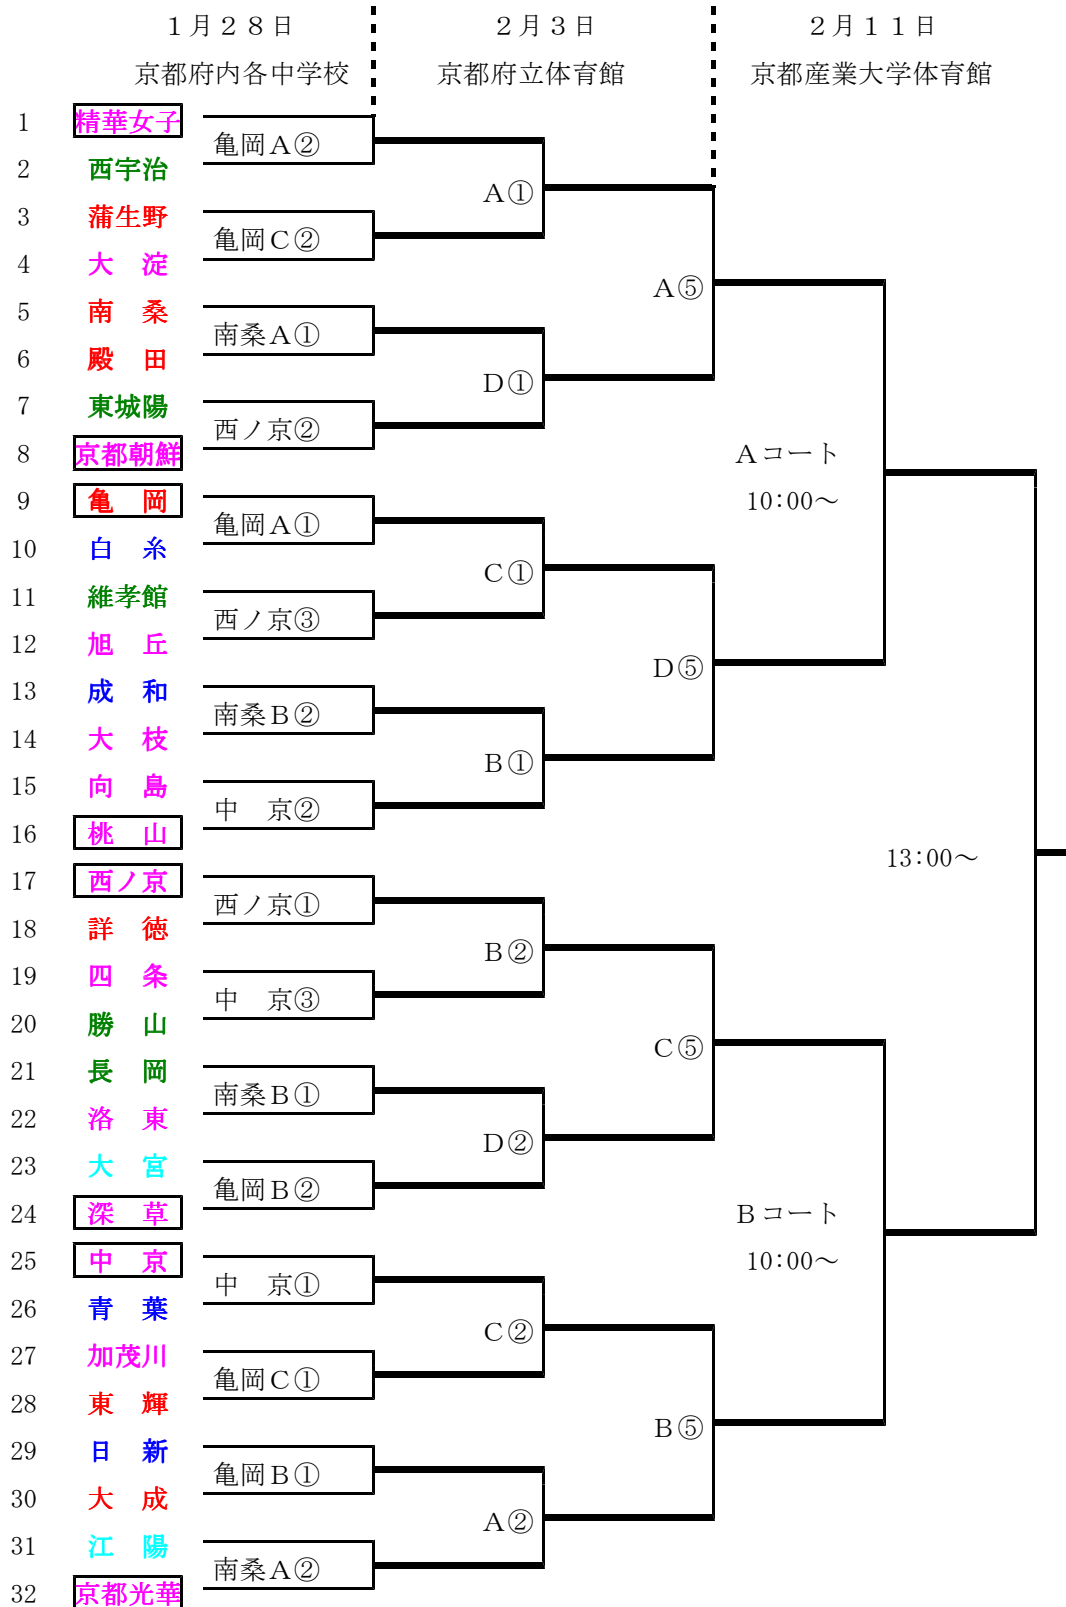 １月２８日 ２月３日 ２月１１日
京都府内各中学校 京都府立体育館 京都産業大学体育館
1 精華女子
亀岡Ａ②
2 西宇治
Ａ①
3 蒲生野
亀岡Ｃ②
4 大　淀
Ａ⑤
5 南　桑
南桑Ａ①
6 殿　田
Ｄ①
7 東城陽
西ノ京②
8 京都朝鮮
Ａコート
9 亀　岡
10:00～
亀岡Ａ①
10 白　糸
Ｃ①
11 維孝館
西ノ京③
12 旭　丘
Ｄ⑤
13 成　和
南桑Ｂ②
14 大　枝
Ｂ①
15 向　島
中　京②
16 桃　山
13:00～
17 西ノ京
西ノ京①
18 詳　徳
Ｂ②
19 四　条
中　京③
20 勝　山
Ｃ⑤
21 長　岡
南桑Ｂ①
22 洛　東
Ｄ②
23 大　宮
亀岡Ｂ②
24 深　草
Ｂコート
25 中　京
10:00～
中　京①
26 青　葉
Ｃ②
27 加茂川
亀岡Ｃ①
28 東　輝
Ｂ⑤
29 日　新
亀岡Ｂ①
30 大　成
Ａ②
31 江　陽
南桑Ａ②
32 京都光華